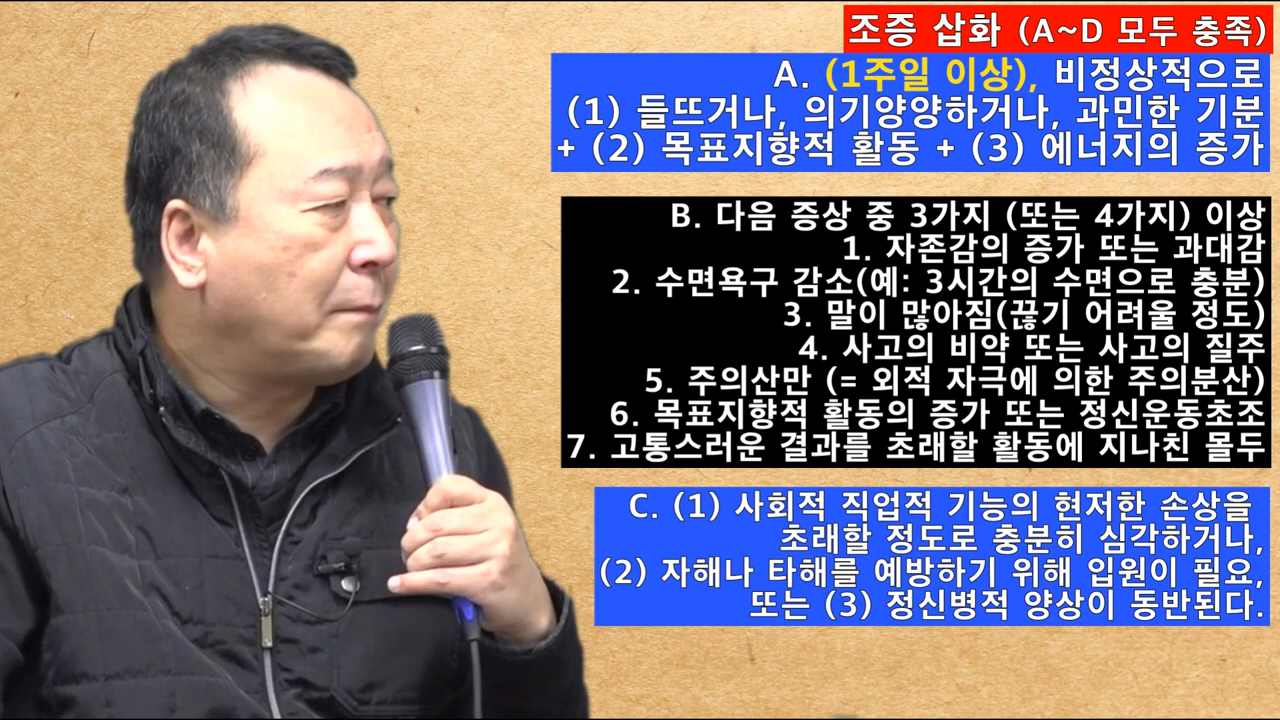 조증 삽화 (A~D 모두 충족)
A. (1주일 이상), 비정상적으로
(1) 들뜨거나, 의기양양하거나, 과민한 기분
+ (2) 목표지향적 활동 + (3) 에너지의 증가
B. 다음 증상 중 3가지 (또는 4가지) 이상
1. 자존감의 증가 또는 과대감
2. 수면욕구 감소(예: 3시간의 수면으로 충분)
3. 말이 많아짐(끊기 어려울 정도)
4. 사고의 비약 또는 사고의 질주
5. 주의산만 (= 외적 자극에 의한 주의분산)
6. 목표지향적 활동의 증가 또는 정신운동초조
7. 고통스러운 결과를 초래할 활동에 지나친 몰두
C. (1) 사회적 직업적 기능의 현저한 손상을
초래할 정도로 충분히 심각하거나,
(2) 자해나 타해를 예방하기 위해 입원이 필요,
또는 (3) 정신병적 양상이 동반된다.